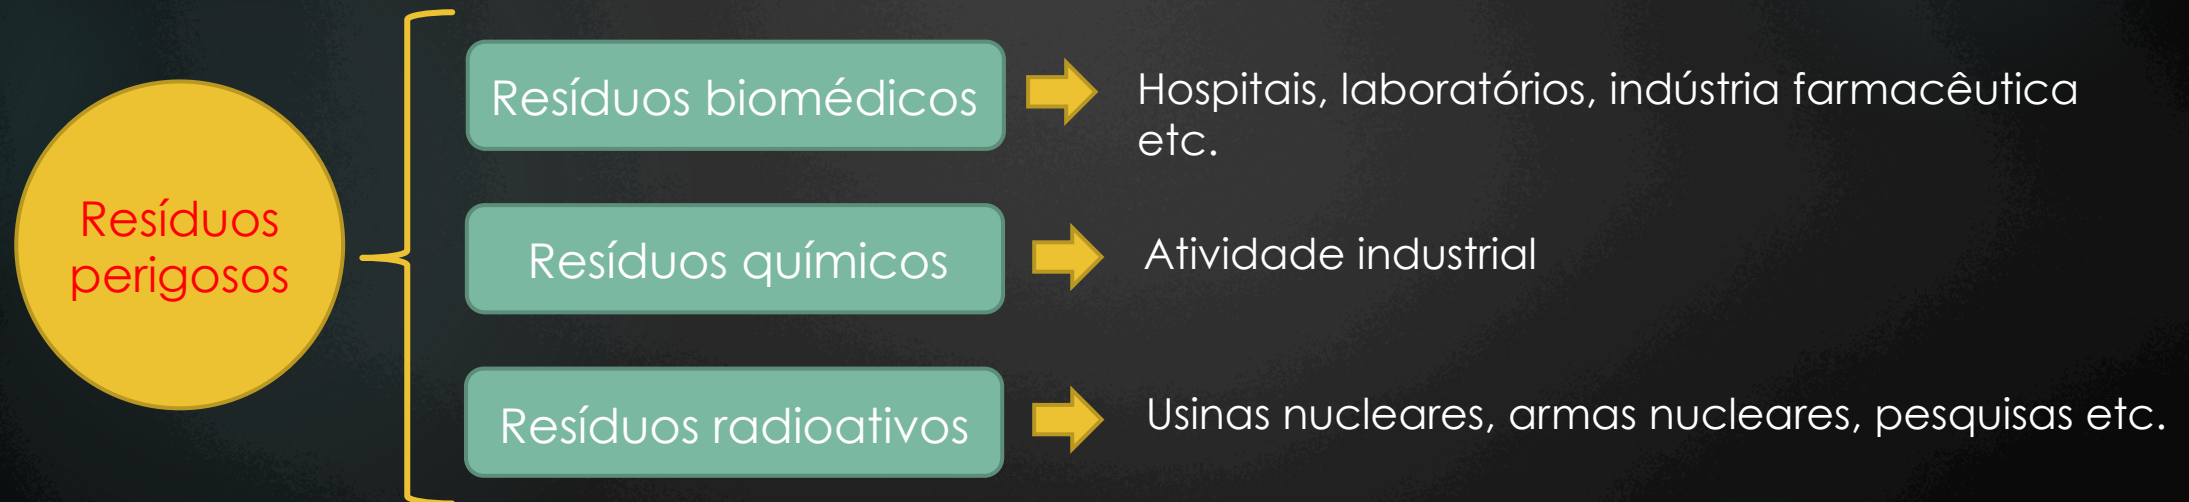 Resíduos
perigosos
Resíduos biomédicos
Hospitais, laboratórios, indústria farmacêutica
etc.
Resíduos químicos
Atividade industrial
Resíduos radioativos
Usinas nucleares, armas nucleares, pesquisas etc.